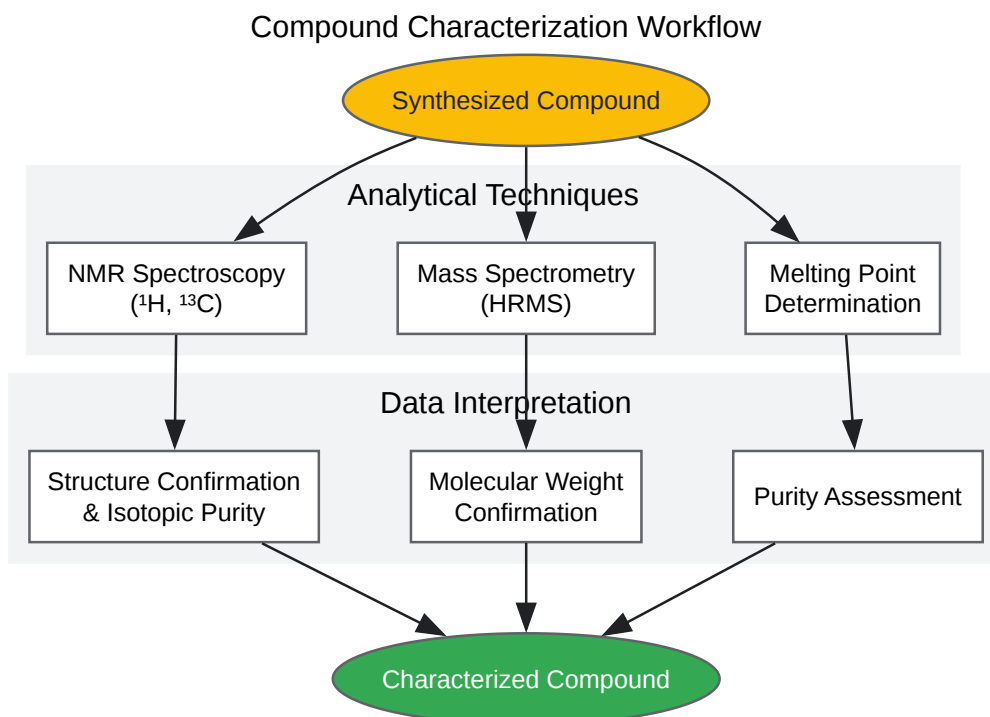 Compound Characterization Workflow
Synthesized Compound
Analytical Techniques
NMR Spectroscopy
(¹H, ¹³C)
Mass Spectrometry
(HRMS)
Melting Point
Determination
Data Interpretation
Structure Confirmation
& Isotopic Purity
Molecular Weight
Confirmation
Purity Assessment
Characterized Compound